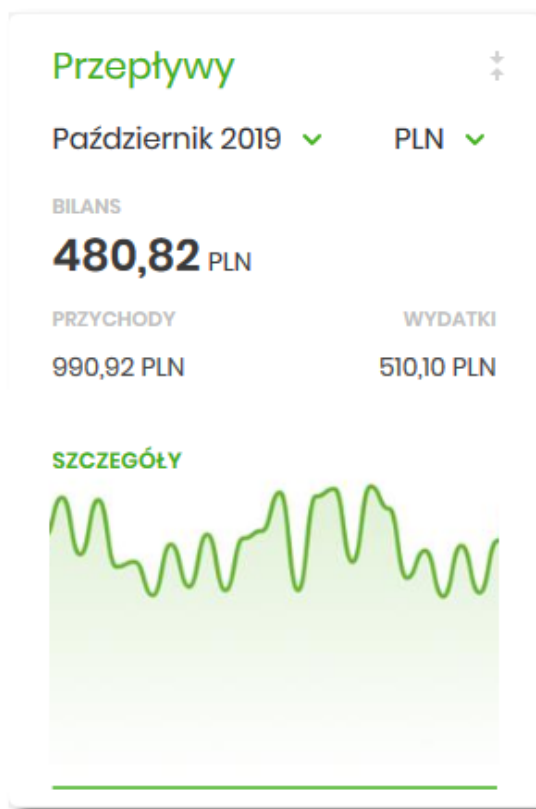 Przepływy
Październik 2019 PLN
BILANS
480,82 PLN
PRZYCHODY WYDATKI
990,92 PLN 510,10 PLN
SZCZEGÓŁY